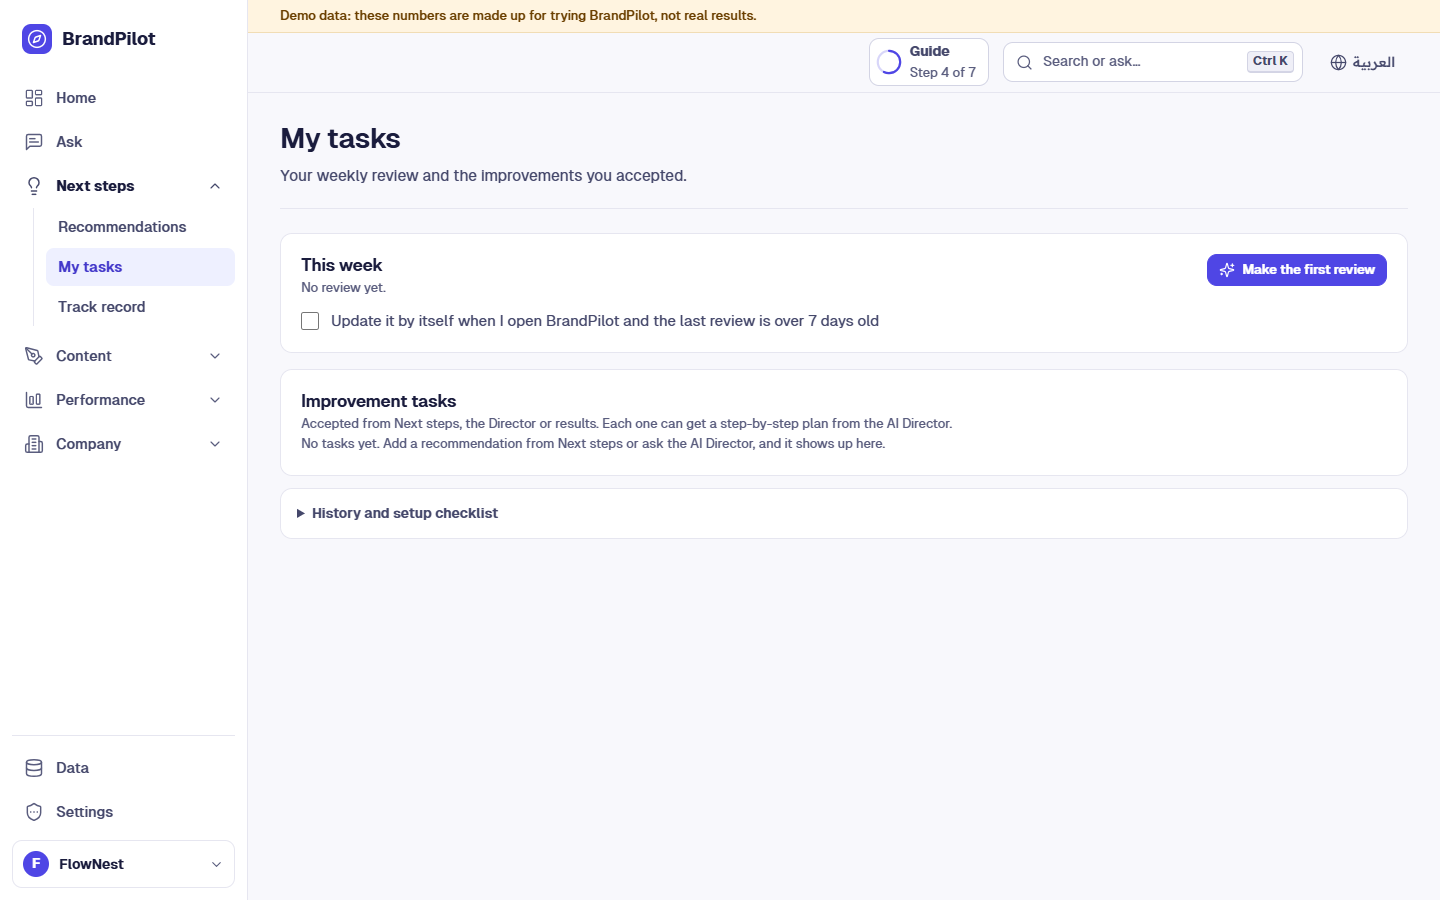 BrandPilot
Home
Ask
Next steps
Recommendations
My tasks
Track record
Content
Performance
Company
Data
Settings
F
FlowNest
Demo data: these numbers are made up for trying BrandPilot, not real results.
Guide
Step 4 of 7
Search or ask...
Ctrl K
العربية
My tasks
Your weekly review and the improvements you accepted.
This week
No review yet.
Make the first review
Update it by itself when I open BrandPilot and the last review is over 7 days old
Improvement tasks
Accepted from Next steps, the Director or results. Each one can get a step-by-step plan from the AI Director.
No tasks yet. Add a recommendation from Next steps or ask the AI Director, and it shows up here.
History and setup checklist